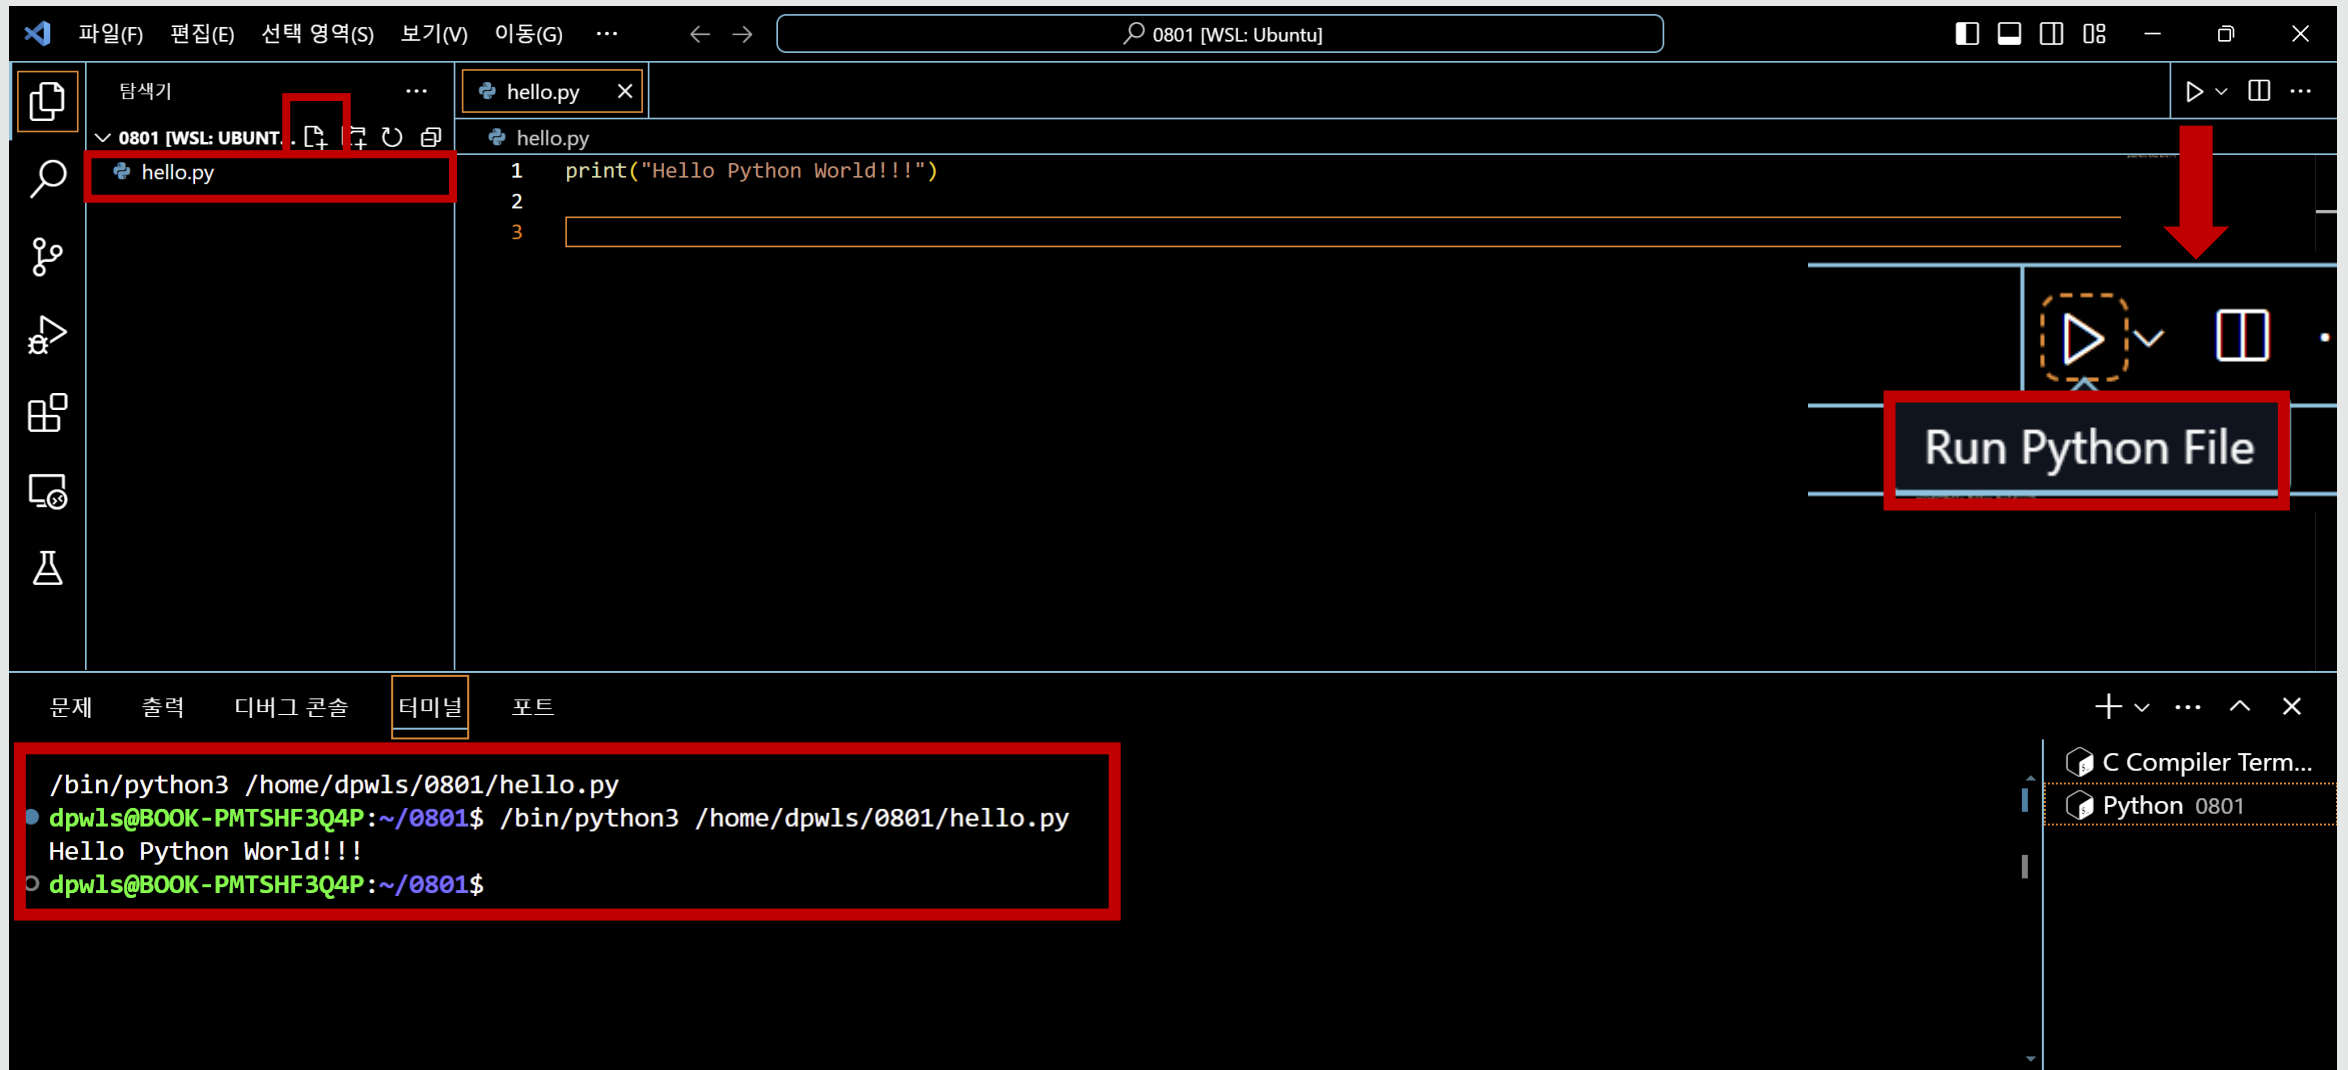 파일(F) 편집(E) 선택 영역(S) 보기(V) 이동(G) ···
0801 [WSL: Ubuntu]
탐색기 ···
0801 [WSL: UBUNT...
hello.py
hello.py
hello.py
1 print("Hello Python World!!!")
2
3
Run Python File
문제 출력 디버그 콘솔 터미널 포트
/bin/python3 /home/dpwls/0801/hello.py
dpwls@BOOK-PMTSHF3Q4P:~/0801$ /bin/python3 /home/dpwls/0801/hello.py
Hello Python World!!!
dpwls@BOOK-PMTSHF3Q4P:~/0801$
C Compiler Term...
Python 0801